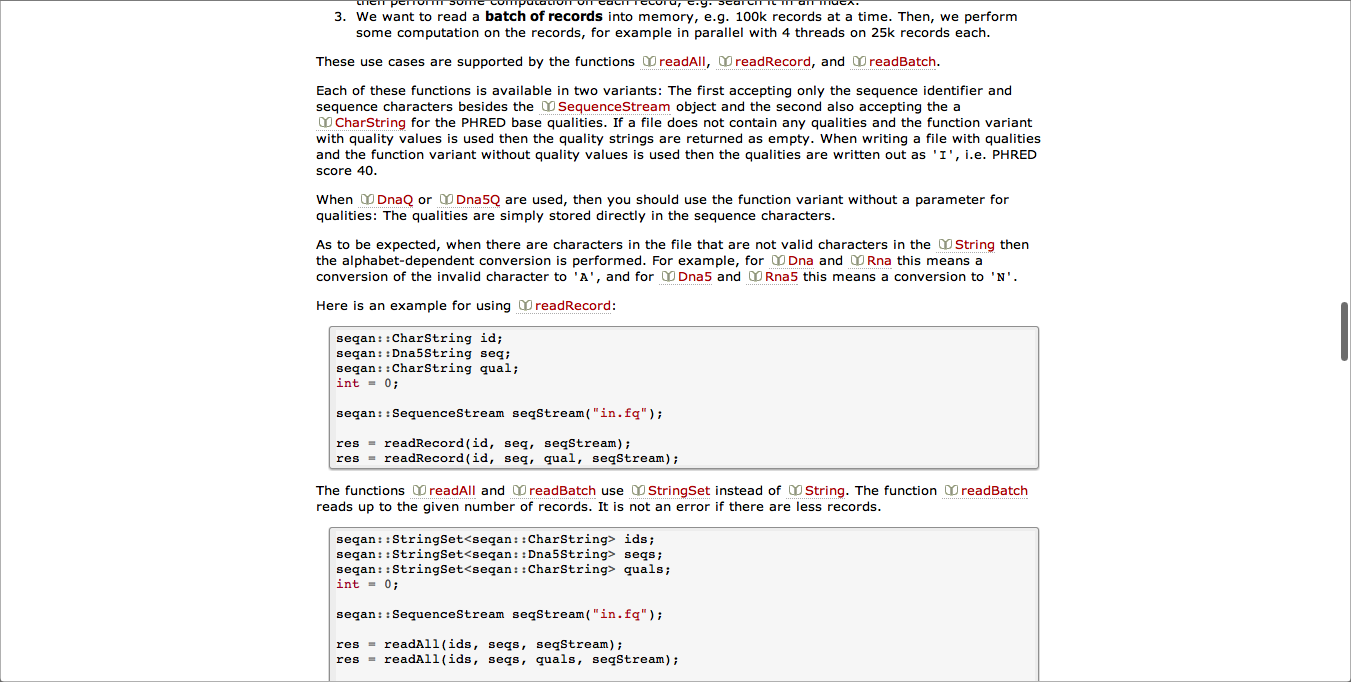 then perform some computation on each record, e.g. search it in an index.
3. We want to read a batch of records into memory, e.g. 100k records at a time. Then, we perform
some computation on the records, for example in parallel with 4 threads on 25k records each.
These use cases are supported by the functions readAll, readRecord, and readBatch.
Each of these functions is available in two variants: The first accepting only the sequence identifier and
sequence characters besides the SequenceStream object and the second also accepting the a
CharString for the PHRED base qualities. If a file does not contain any qualities and the function variant
with quality values is used then the quality strings are returned as empty. When writing a file with qualities
and the function variant without quality values is used then the qualities are written out as 'I', i.e. PHRED
score 40.
When DnaQ or Dna5Q are used, then you should use the function variant without a parameter for
qualities: The qualities are simply stored directly in the sequence characters.
As to be expected, when there are characters in the file that are not valid characters in the String then
the alphabet-dependent conversion is performed. For example, for Dna and Rna this means a
conversion of the invalid character to 'A', and for Dna5 and Rna5 this means a conversion to 'N'.
Here is an example for using readRecord:
seqan::CharString id;
seqan::Dna5String seq;
seqan::CharString qual;
int = 0;
seqan::SequenceStream seqStream("in.fq");
res = readRecord(id, seq, seqStream);
res = readRecord(id, seq, qual, seqStream);
The functions readAll and readBatch use StringSet instead of String. The function readBatch
reads up to the given number of records. It is not an error if there are less records.
seqan::StringSet<seqan::CharString> ids;
seqan::StringSet<seqan::Dna5String> seqs;
seqan::StringSet<seqan::CharString> quals;
int = 0;
seqan::SequenceStream seqStream("in.fq");
res = readAll(ids, seqs, seqStream);
res = readAll(ids, seqs, quals, seqStream);